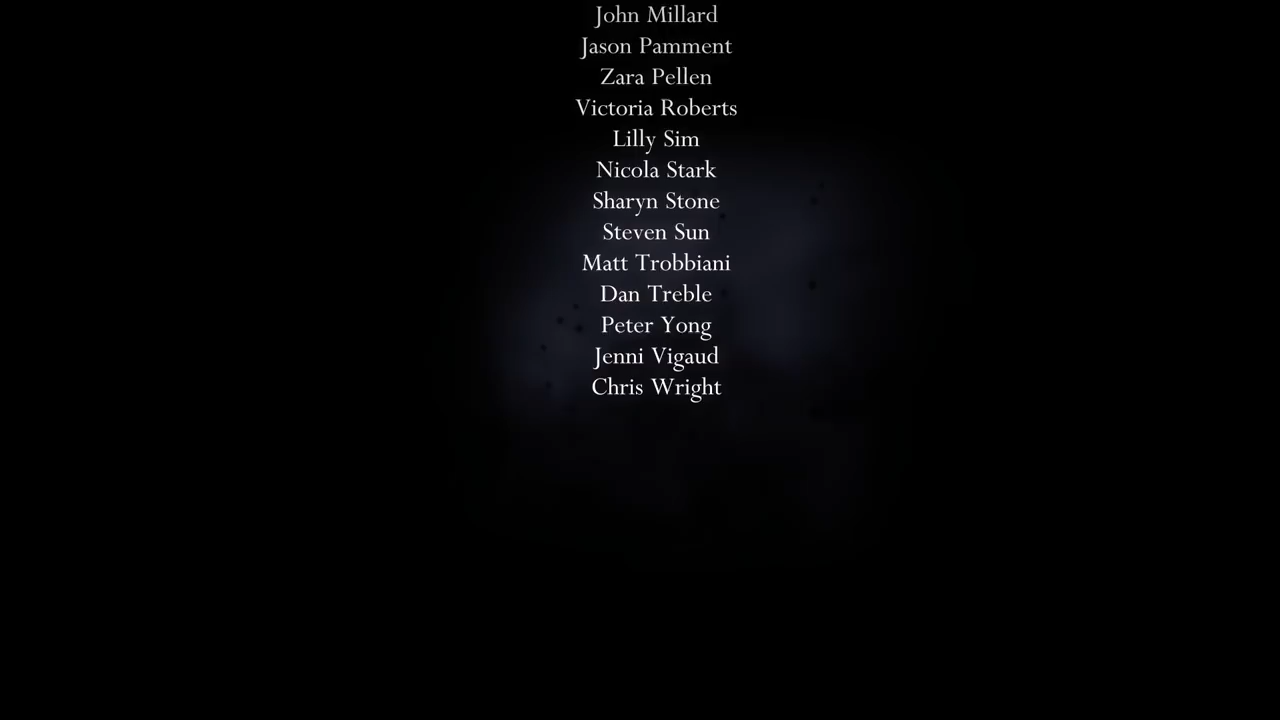 John Millard
Jason Pamment
Zara Pellen
Victoria Roberts
Lilly Sim
Nicola Stark
Sharyn Stone
Steven Sun
Matt Trobbiani
Dan Treble
Peter Yong
Jenni Vigaud
Chris Wright